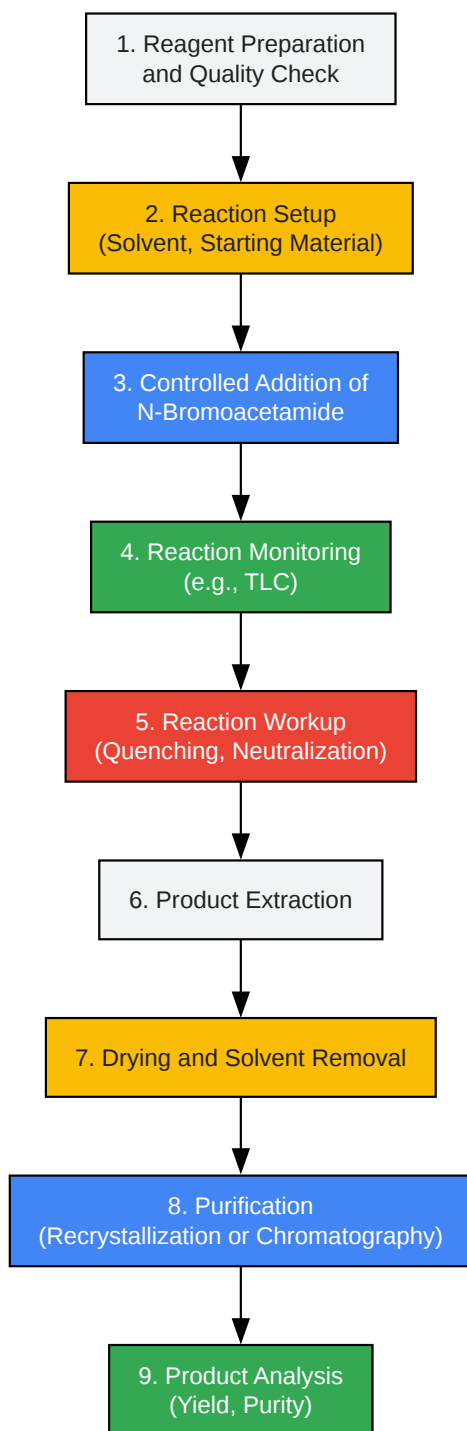 1. Reagent Preparation
and Quality Check
2. Reaction Setup
(Solvent, Starting Material)
3. Controlled Addition of
N-Bromoacetamide
4. Reaction Monitoring
(e.g., TLC)
5. Reaction Workup
(Quenching, Neutralization)
6. Product Extraction
7. Drying and Solvent Removal
8. Purification
(Recrystallization or Chromatography)
9. Product Analysis
(Yield, Purity)